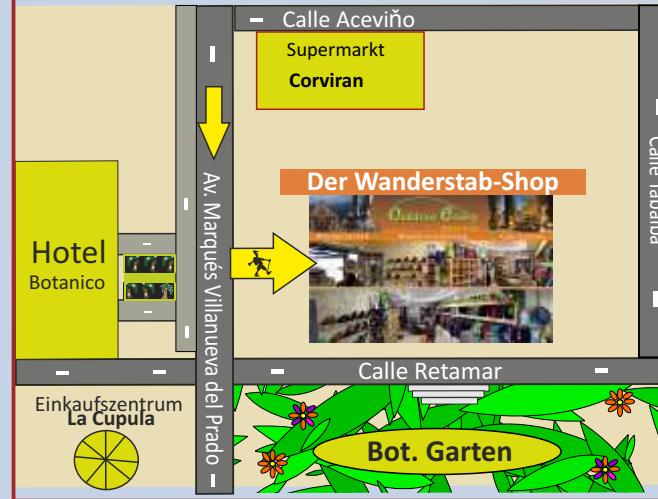 Calle Aceviňo
Supermarkt
Corviran
Calle Tabaiba
Der Wanderstab-Shop
Av. Marqués Villanueva del Prado
Hotel
Botanico
Calle Retamar
Einkaufszentrum
La Cupula
Bot. Garten